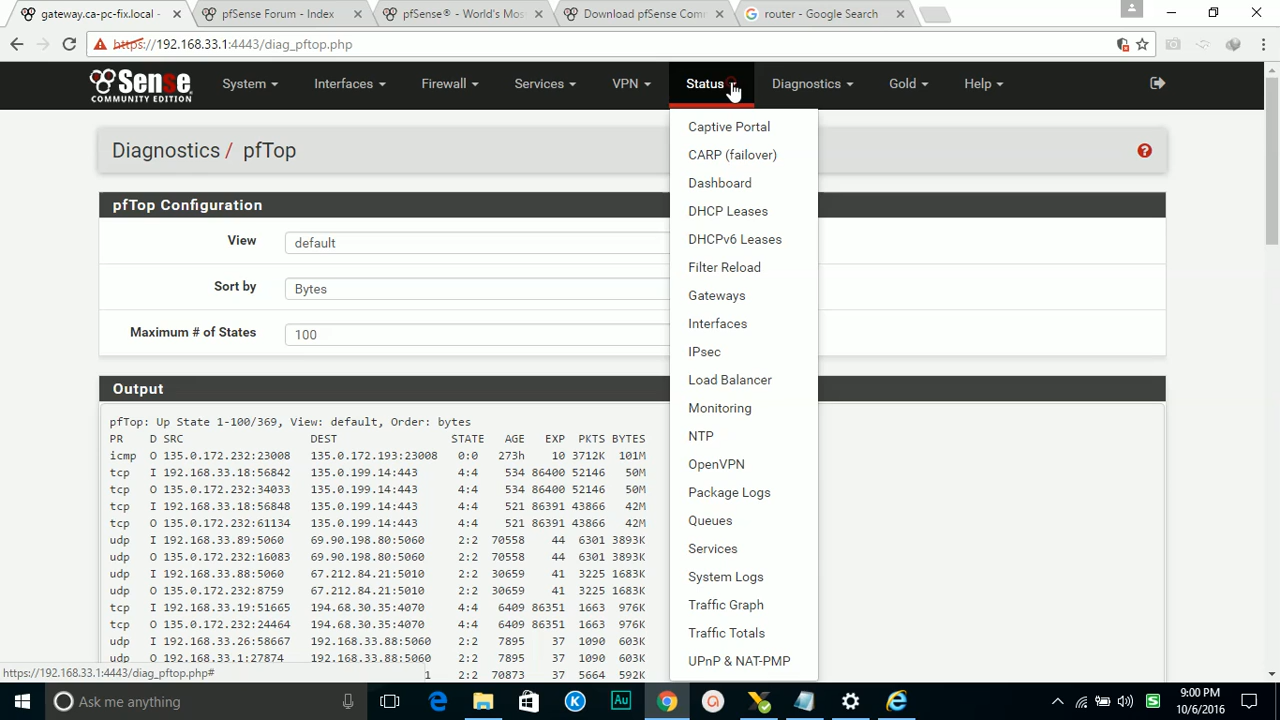 gateway.ca-pc-fix.local -
pfSense Forum - Index
pfSense® - World's Mos
Download pfSense Com
router - Google Search
https://192.168.33.1:4443/diag_pftop.php
Sense
COMMUNITY EDITION
System
Interfaces
Firewall
Services
VPN
Status
Diagnostics
Gold
Help
Captive Portal
CARP (failover)
Dashboard
DHCP Leases
DHCPv6 Leases
Filter Reload
Gateways
Interfaces
IPsec
Load Balancer
Monitoring
NTP
OpenVPN
Package Logs
Queues
Services
System Logs
Traffic Graph
Traffic Totals
UPnP & NAT-PMP
Diagnostics / pfTop
pfTop Configuration
View default
Sort by Bytes
Maximum # of States 100
Output
pfTop: Up State 1-100/369, View: default, Order: bytes
PR D SRC DEST STATE AGE EXP PKTS BYTES
icmp O 135.0.172.232:23008 135.0.172.193:23008 0:0 273h 10 3712K 101M
tcp I 192.168.33.18:56842 135.0.199.14:443 4:4 534 86400 52146 50M
tcp O 135.0.172.232:34033 135.0.199.14:443 4:4 534 86400 52146 50M
tcp I 192.168.33.18:56848 135.0.199.14:443 4:4 521 86391 43866 42M
tcp O 135.0.172.232:61134 135.0.199.14:443 4:4 521 86391 43866 42M
udp I 192.168.33.89:5060 69.90.198.80:5060 2:2 70558 44 6301 3893K
udp O 135.0.172.232:16083 69.90.198.80:5060 2:2 70558 44 6301 3893K
udp I 192.168.33.88:5060 67.212.84.21:5010 2:2 30659 41 3225 1683K
udp O 135.0.172.232:8759 67.212.84.21:5010 2:2 30659 41 3225 1683K
tcp I 192.168.33.19:51665 194.68.30.35:4070 4:4 6409 86351 1663 976K
tcp O 135.0.172.232:24464 194.68.30.35:4070 4:4 6409 86351 1663 976K
udp I 192.168.33.26:58667 192.168.33.88:5060 2:2 7895 37 1090 603K
udp O 192.168.33.1:27874 192.168.33.88:5060 2:2 7895 37 1090 603K
1 2:2 70873 37 5664 592K
https://192.168.33.1:4443/diag_pftop.php#
Ask me anything
9:00 PM
10/6/2016